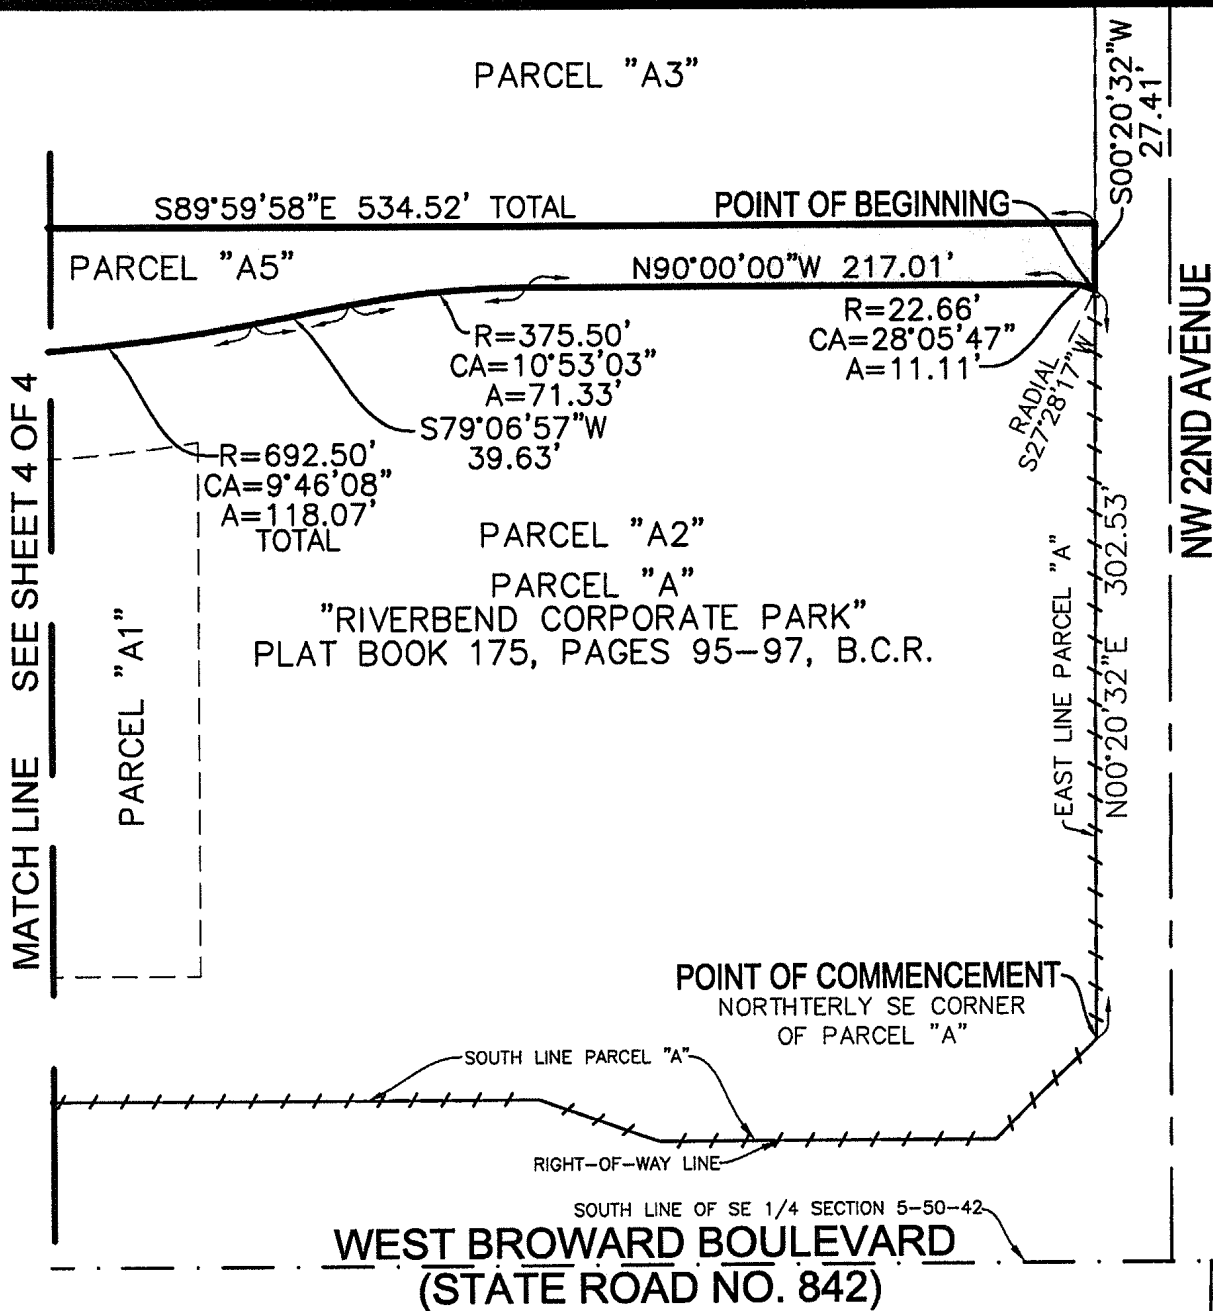 PARCEL "A3"
S00°20'32"W
27.41'
S89°59'58"E 534.52' TOTAL
POINT OF BEGINNING
PARCEL "A5"
N90°00'00"W 217.01'
R=22.66'
CA=28°05'47"
A=11.11'
R=375.50'
CA=10°53'03"
A=71.33'
S79°06'57"W
39.63'
RADIAL
S27°28'17"W
NW 22ND AVENUE
R=692.50'
CA=9°46'08"
A=118.07'
TOTAL
MATCH LINE SEE SHEET 4 OF 4
PARCEL "A1"
PARCEL "A2"
PARCEL "A"
"RIVERBEND CORPORATE PARK"
PLAT BOOK 175, PAGES 95-97, B.C.R.
EAST LINE PARCEL "A"
N00°20'32"E 302.53'
POINT OF COMMENCEMENT
NORTHTERLY SE CORNER
OF PARCEL "A"
SOUTH LINE PARCEL "A"
RIGHT-OF-WAY LINE
SOUTH LINE OF SE 1/4 SECTION 5-50-42
WEST BROWARD BOULEVARD
(STATE ROAD NO. 842)